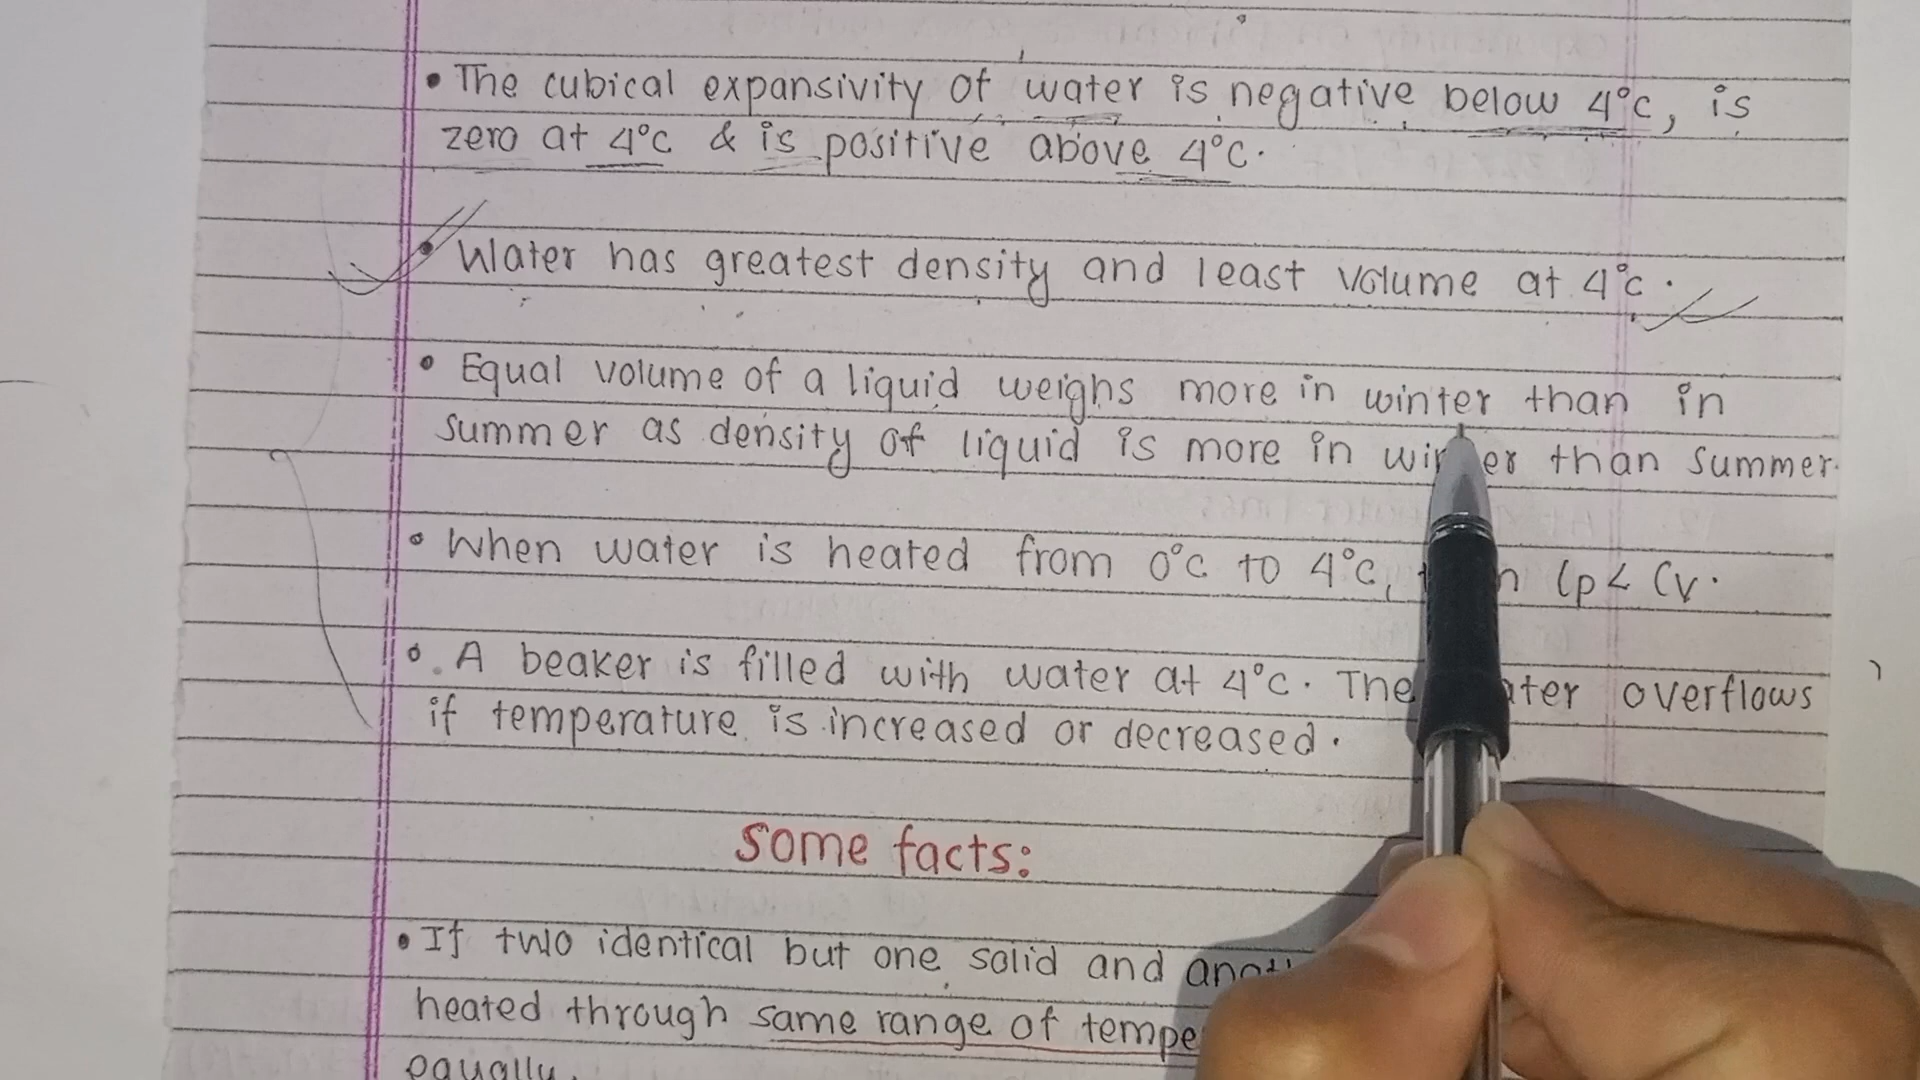 • The cubical expansivity of water is negative below 4°C, is
zero at 4°C & is positive above 4°C.
• Water has greatest density and least volume at 4°C.
• Equal volume of a liquid weighs more in winter than in
summer as density of liquid is more in winter than summer.
• When water is heated from 0°C to 4°C, Cp < Cv.
• A beaker is filled with water at 4°C. The overflows
if temperature is increased or decreased.
Some facts:
• If two identical but one solid and
heated through same range of
equally.